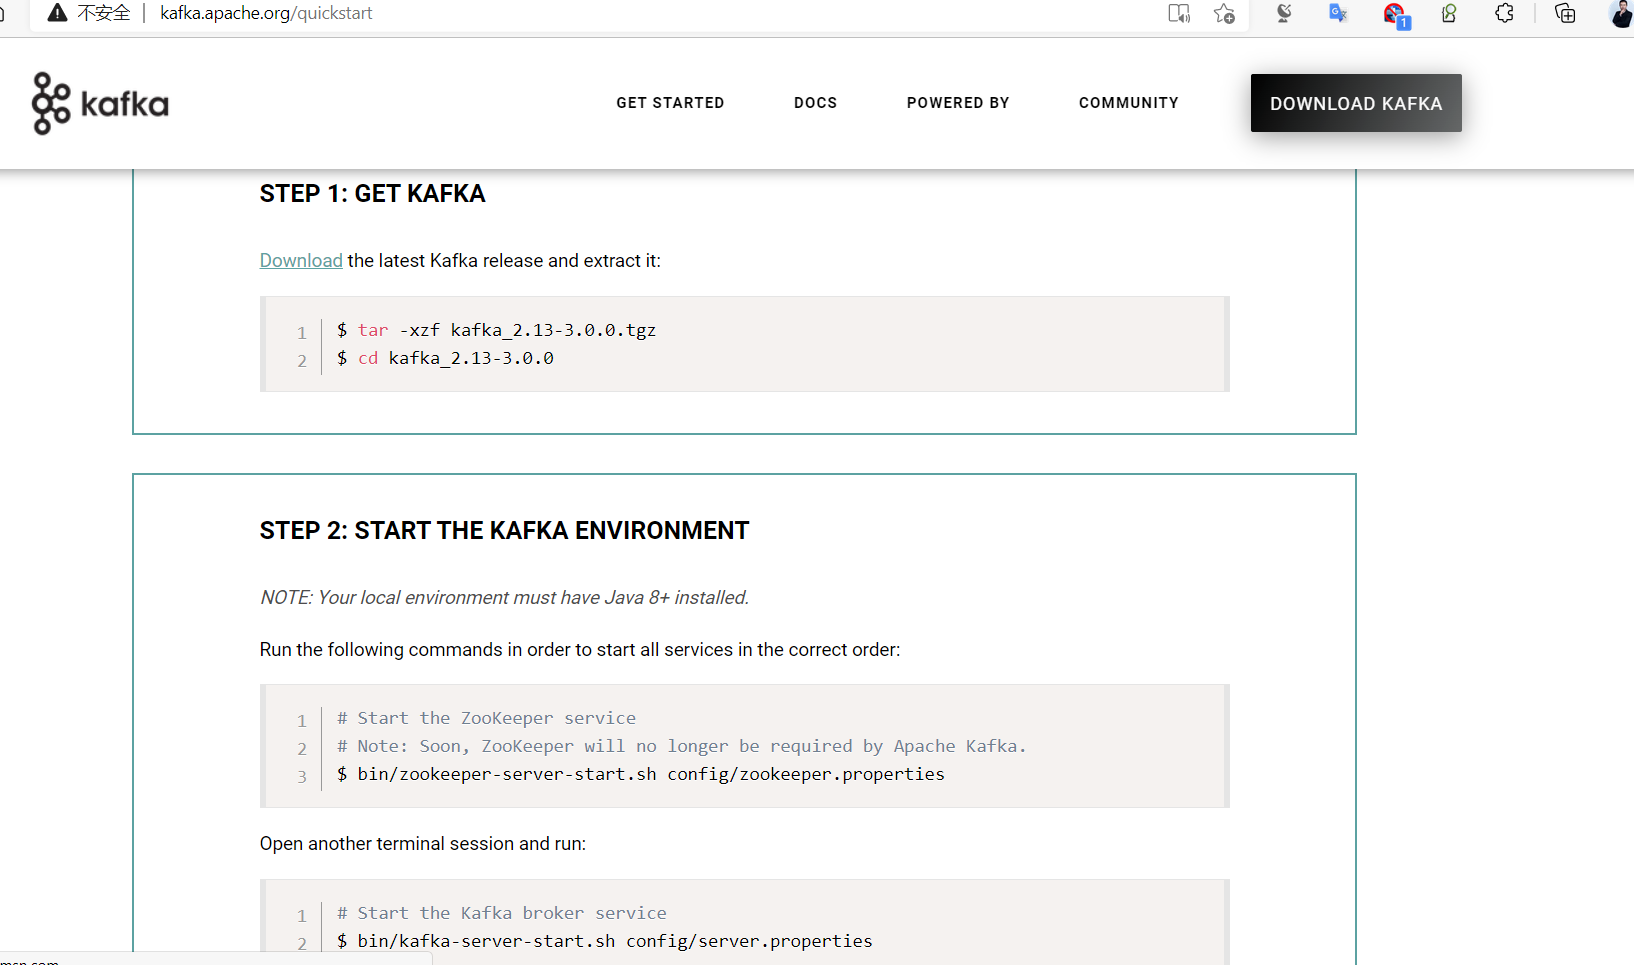 不安全 kafka.apache.org/quickstart
1
kafka
GET STARTED DOCS POWERED BY COMMUNITY DOWNLOAD KAFKA
STEP 1: GET KAFKA
Download the latest Kafka release and extract it:
1 $ tar -xzf kafka_2.13-3.0.0.tgz
2 $ cd kafka_2.13-3.0.0
STEP 2: START THE KAFKA ENVIRONMENT
NOTE: Your local environment must have Java 8+ installed.
Run the following commands in order to start all services in the correct order:
1 # Start the ZooKeeper service
2 # Note: Soon, ZooKeeper will no longer be required by Apache Kafka.
3 $ bin/zookeeper-server-start.sh config/zookeeper.properties
Open another terminal session and run:
1 # Start the Kafka broker service
2 $ bin/kafka-server-start.sh config/server.properties